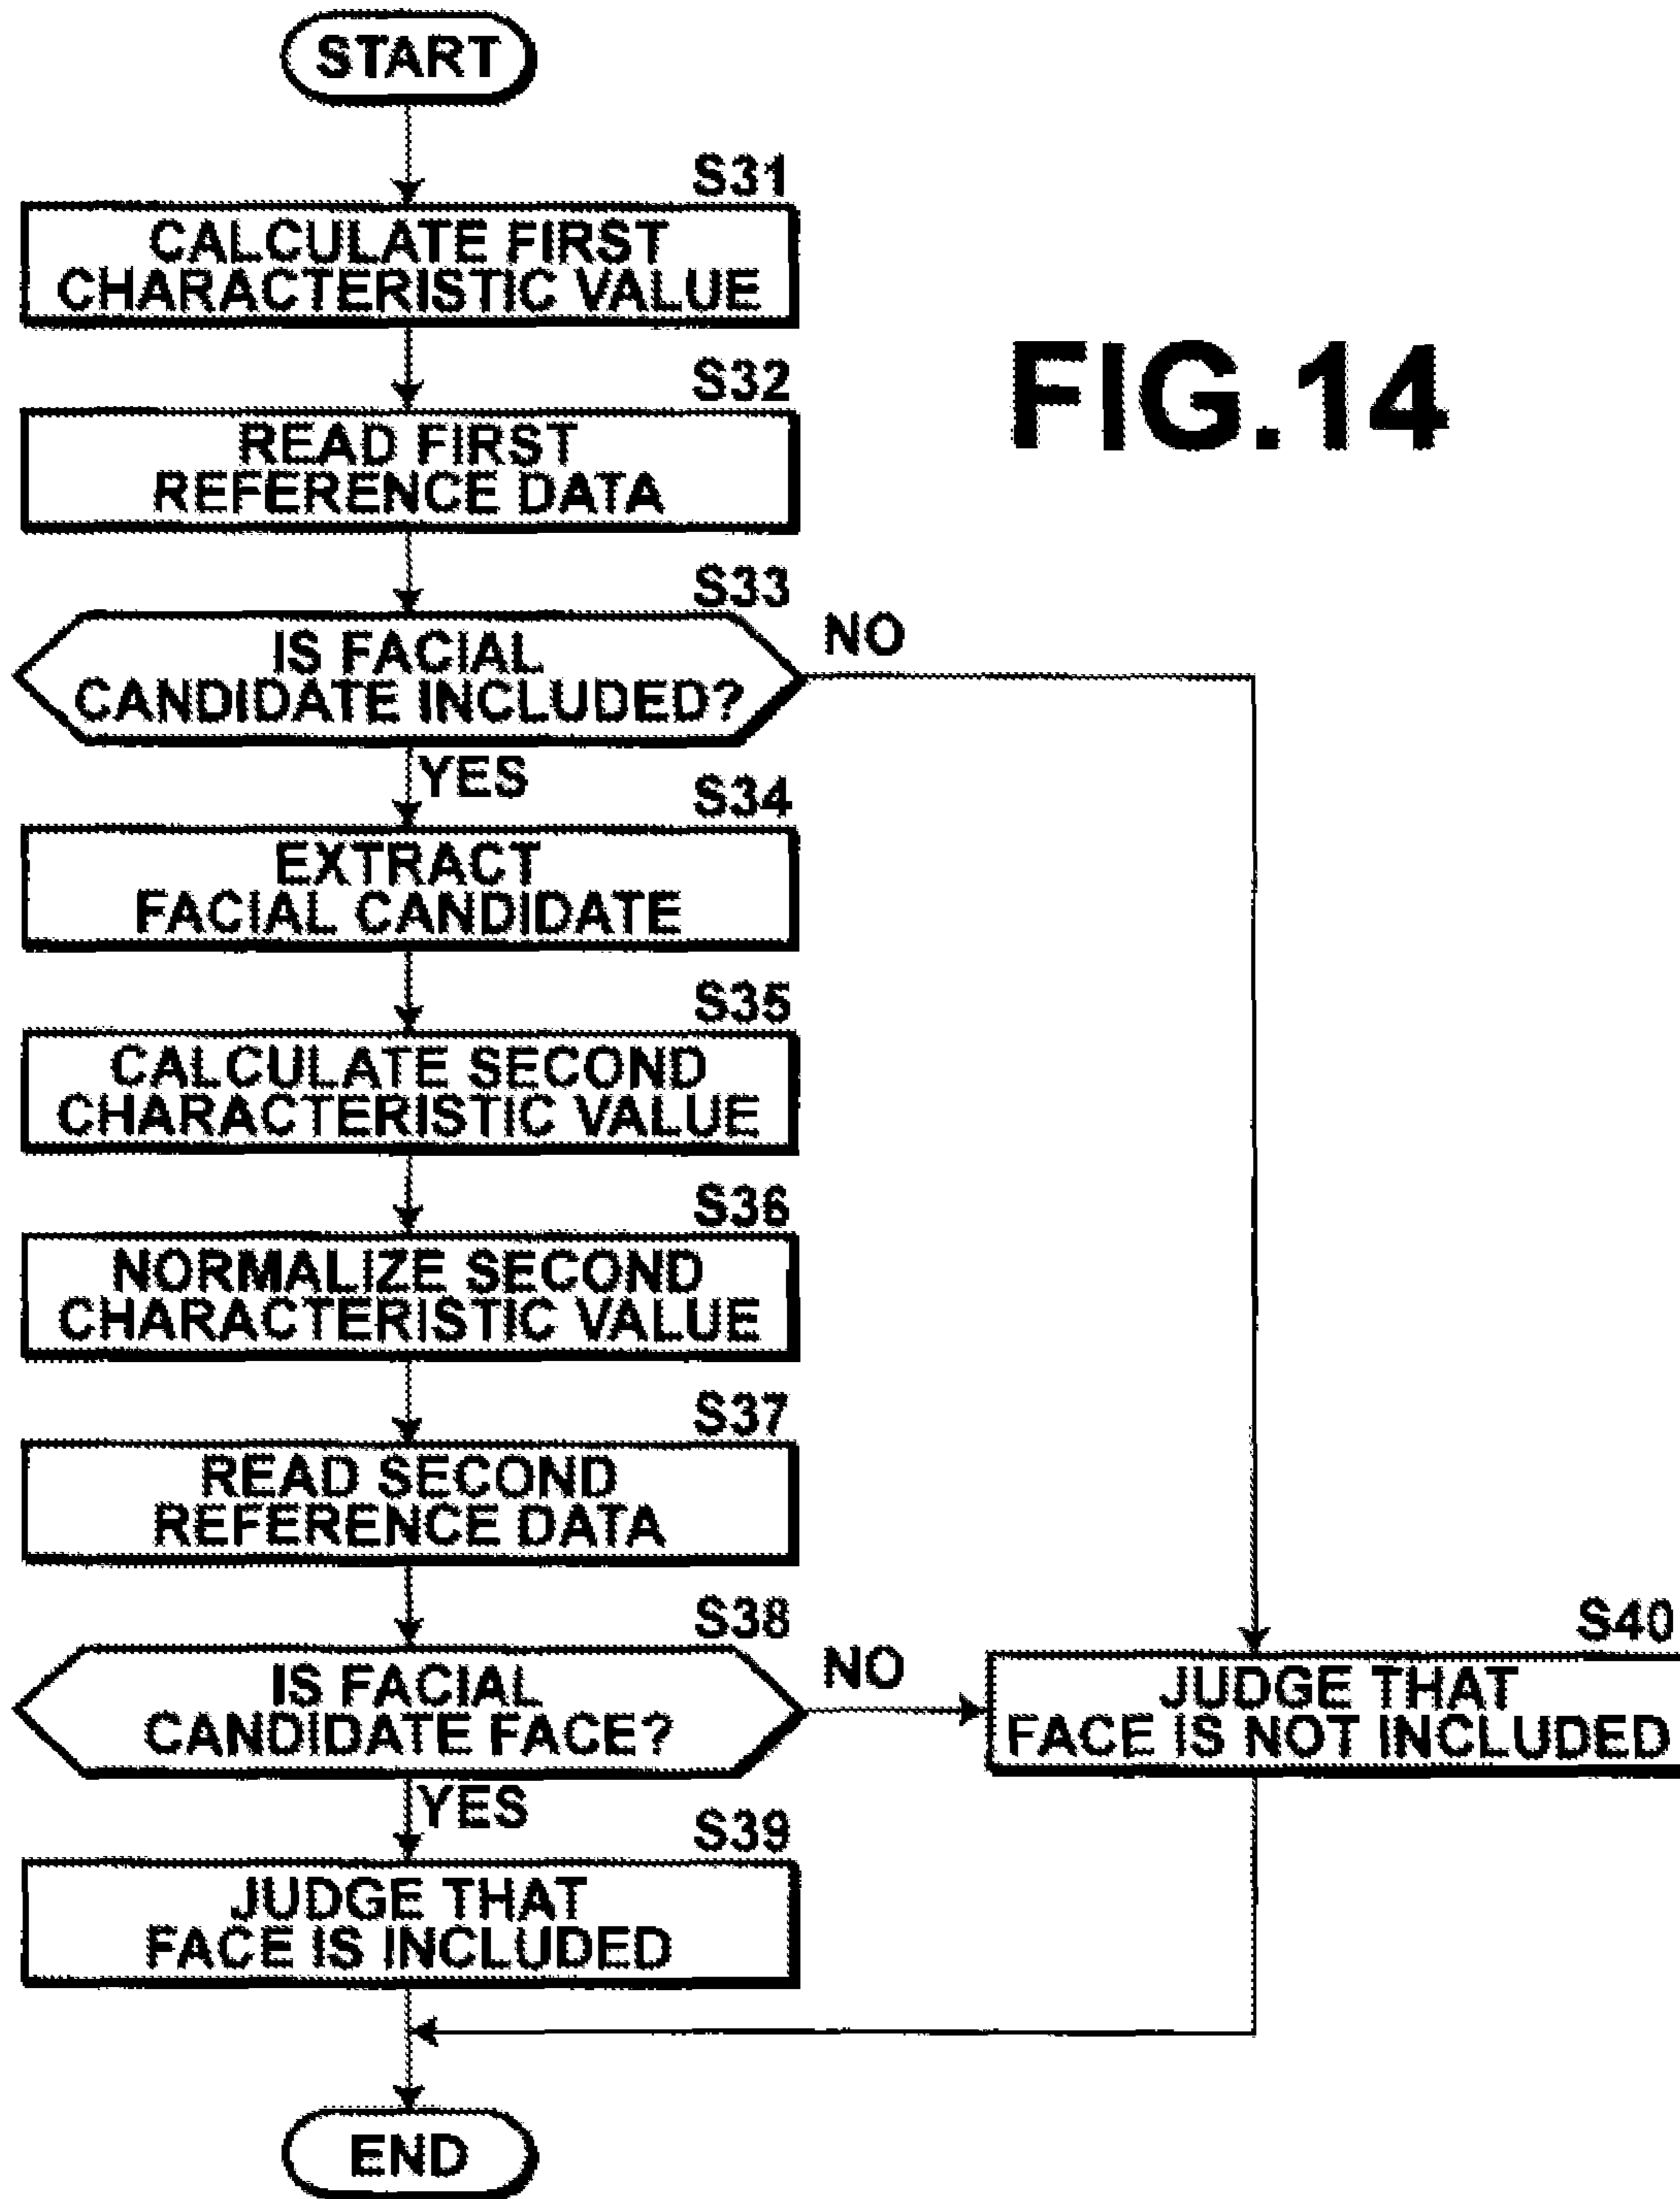 START
S31
CALCULATE FIRST
CHARACTERISTIC VALUE
FIG.14
S32
READ FIRST
REFERENCE DATA
S33
IS FACIAL
CANDIDATE INCLUDED?
NO
YES
S34
EXTRACT
FACIAL CANDIDATE
S35
CALCULATE SECOND
CHARACTERISTIC VALUE
S36
NORMALIZE SECOND
CHARACTERISTIC VALUE
S37
READ SECOND
REFERENCE DATA
S38
IS FACIAL
CANDIDATE FACE?
NO
S40
JUDGE THAT
FACE IS NOT INCLUDED
YES
S39
JUDGE THAT
FACE IS INCLUDED
END